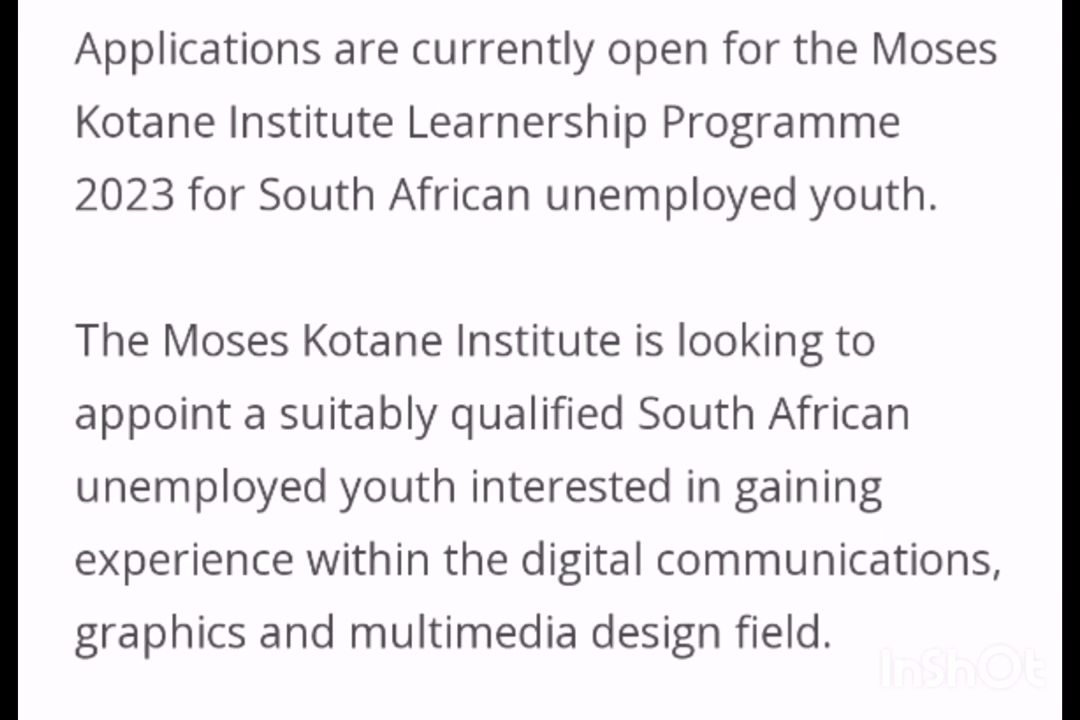 Applications are currently open for the Moses
Kotane Institute Learnership Programme
2023 for South African unemployed youth.
The Moses Kotane Institute is looking to
appoint a suitably qualified South African
unemployed youth interested in gaining
experience within the digital communications,
graphics and multimedia design field.
InShOt